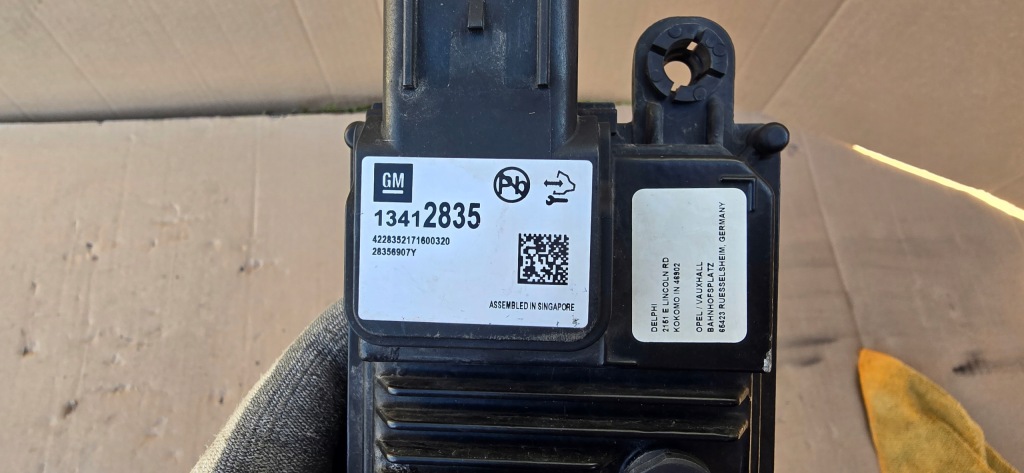 GM
Pb
13412835
4228352171600320
28356907Y
ASSEMBLED IN SINGAPORE
DELPHI
2151 E LINCOLN RD
KOKOMO IN 46902
OPEL / VAUXHALL
BAHNHOFSPLATZ
65423 RUESSELSHEIM, GERMANY